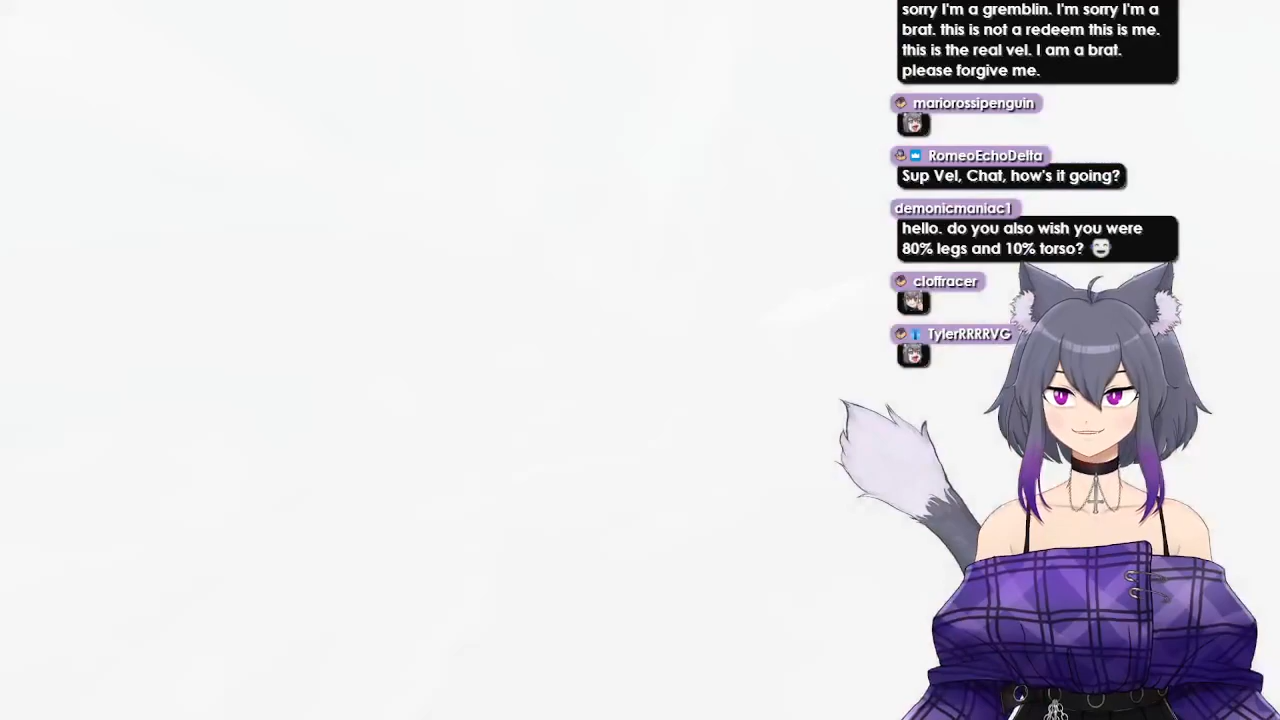 sorry I'm a gremblin. I'm sorry I'm a
brat. this is not a redeem this is me.
this is the real vel. I am a brat.
please forgive me.
mariorossipenguin
RomeoEchoDelta
Sup Vel, Chat, how's it going?
demonicmaniac1
hello. do you also wish you were
80% legs and 10% torso?
cloffracer
TylerRRRRVG